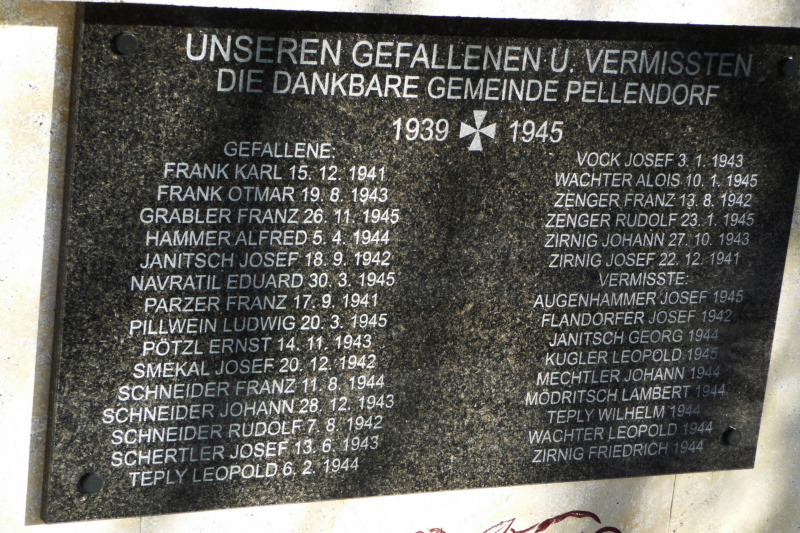 UNSEREN GEFALLENEN U. VERMISSTEN
DIE DANKBARE GEMEINDE PELLENDORF
1939 1945
GEFALLENE:
FRANK KARL 15. 12. 1941
FRANK OTMAR 19. 8. 1943
GRABLER FRANZ 26. 11. 1945
HAMMER ALFRED 5. 4. 1944
JANITSCH JOSEF 18. 9. 1942
NAVRATIL EDUARD 30. 3. 1945
PARZER FRANZ 17. 9. 1941
PILLWEIN LUDWIG 20. 3. 1945
PÖTZL ERNST 14. 11. 1943
SMEKAL JOSEF 20. 12. 1942
SCHNEIDER FRANZ 11. 8. 1944
SCHNEIDER JOHANN 28. 12. 1943
SCHNEIDER RUDOLF 7. 8. 1942
SCHERTLER JOSEF 13. 6. 1943
TEPLY LEOPOLD 6. 2. 1944
VOCK JOSEF 3. 1. 1943
WACHTER ALOIS 10. 1. 1945
ZENGER FRANZ 13. 8. 1942
ZENGER RUDOLF 23. 1. 1945
ZIRNIG JOHANN 27. 10. 1943
ZIRNIG JOSEF 22. 12. 1941
VERMISSTE:
AUGENHAMMER JOSEF 1945
FLANDORFER JOSEF 1942
JANITSCH GEORG 1944
KUGLER LEOPOLD 1945
MECHTLER JOHANN 1944
MÖDRITSCH LAMBERT 1944
TEPLY WILHELM 1944
WACHTER LEOPOLD 1944
ZIRNIG FRIEDRICH 1944